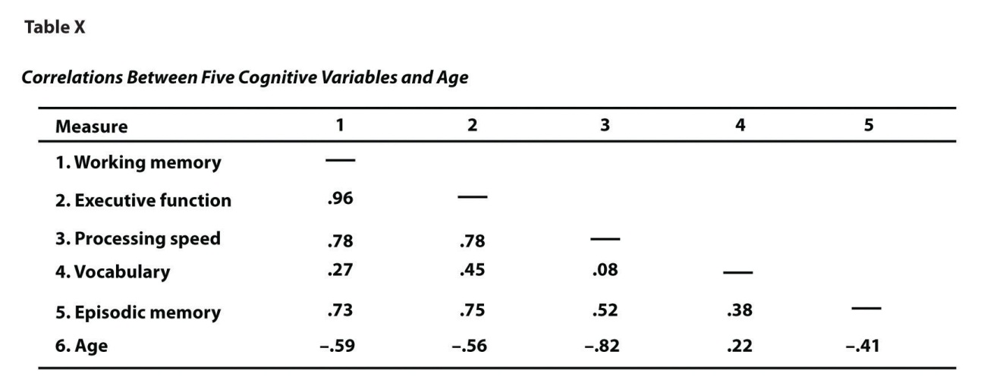 Table X
Correlations Between Five Cognitive Variables and Age
Measure 1 2 3 4 5
1. Working memory —
2. Executive function .96 —
3. Processing speed .78 .78 —
4. Vocabulary .27 .45 .08 —
5. Episodic memory .73 .75 .52 .38 —
6. Age –.59 –.56 –.82 .22 –.41